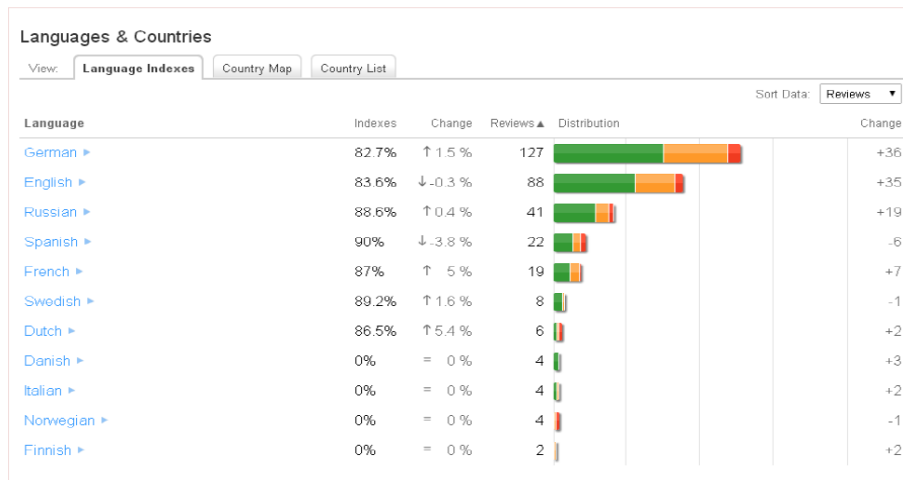 Languages & Countries
View: Language Indexes Country Map Country List
Sort Data: Reviews ▼
Language Indexes Change Reviews ▲ Distribution Change
German ► 82.7% ↑ 1.5 % 127 +36
English ► 83.6% ↓ -0.3 % 88 +35
Russian ► 88.6% ↑ 0.4 % 41 +19
Spanish ► 90% ↓ -3.8 % 22 -6
French ► 87% ↑ 5 % 19 +7
Swedish ► 89.2% ↑ 1.6 % 8 -1
Dutch ► 86.5% ↑ 5.4 % 6 +2
Danish ► 0% = 0 % 4 +3
Italian ► 0% = 0 % 4 +2
Norwegian ► 0% = 0 % 4 -1
Finnish ► 0% = 0 % 2 +2